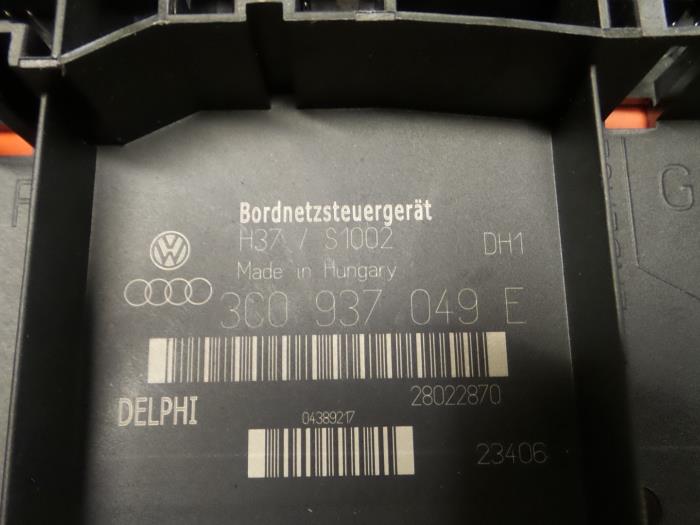 Bordnetzsteuergerät
H37 / S1002
DH1
Made in Hungary
3C0 937 049 E
28022870
DELPHI
04389217
23406
G